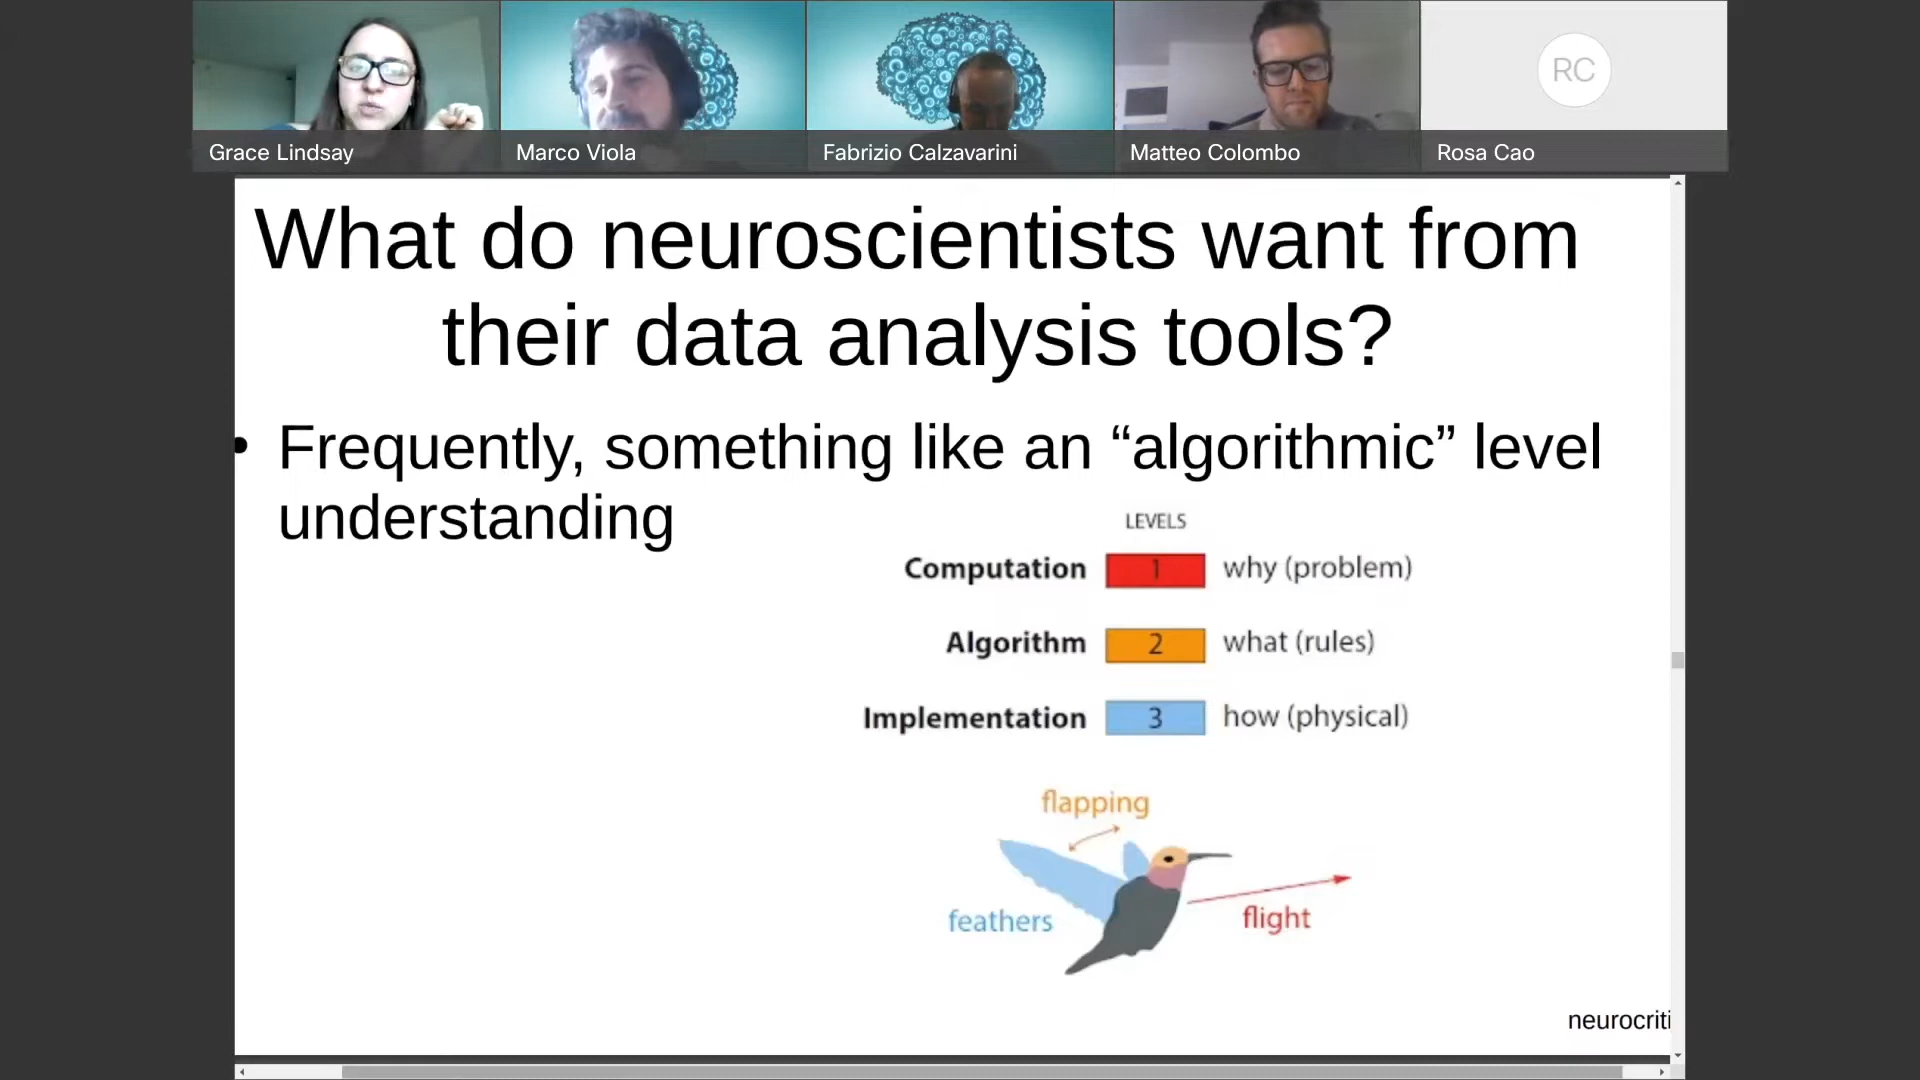 Grace Lindsay
Marco Viola
Fabrizio Calzavarini
Matteo Colombo
RC
Rosa Cao
What do neuroscientists want from
their data analysis tools?
• Frequently, something like an “algorithmic” level
understanding
LEVELS
Computation 1 why (problem)
Algorithm 2 what (rules)
Implementation 3 how (physical)
flapping
feathers
flight
neurocriti